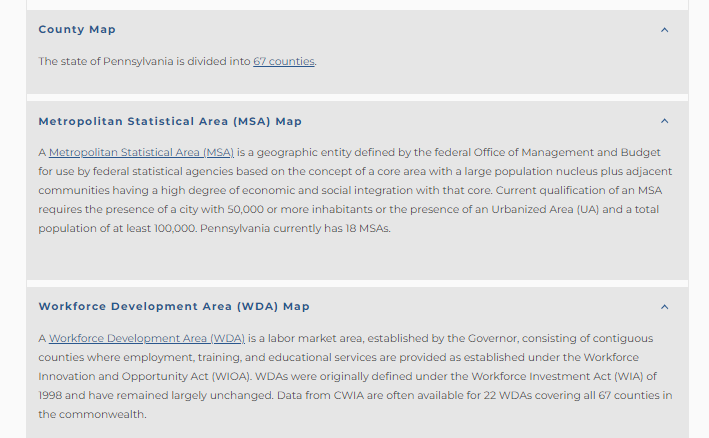 County Map
The state of Pennsylvania is divided into 67 counties.
Metropolitan Statistical Area (MSA) Map
A Metropolitan Statistical Area (MSA) is a geographic entity defined by the federal Office of Management and Budget
for use by federal statistical agencies based on the concept of a core area with a large population nucleus plus adjacent
communities having a high degree of economic and social integration with that core. Current qualification of an MSA
requires the presence of a city with 50,000 or more inhabitants or the presence of an Urbanized Area (UA) and a total
population of at least 100,000. Pennsylvania currently has 18 MSAs.
Workforce Development Area (WDA) Map
A Workforce Development Area (WDA) is a labor market area, established by the Governor, consisting of contiguous
counties where employment, training, and educational services are provided as established under the Workforce
Innovation and Opportunity Act (WIOA). WDAs were originally defined under the Workforce Investment Act (WIA) of
1998 and have remained largely unchanged. Data from CWIA are often available for 22 WDAs covering all 67 counties in
the commonwealth.